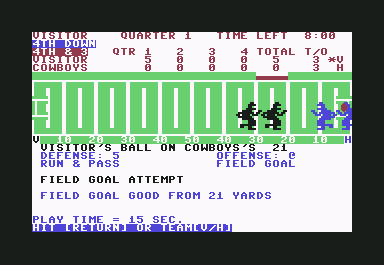 VISITOR QUARTER 1 TIME LEFT 8:00
4TH DOWN
4TH & 3 QTR 1 2 3 4 TOTAL T/O
VISITOR 5 0 0 0 5 3 *V
COWBOYS 0 0 0 0 0 3 H
V 10 20 30 40 50 40 30 20 10 H
VISITOR'S BALL ON COWBOYS'S 21
DEFENSE: 5 OFFENSE: @
RUN & PASS FIELD GOAL
FIELD GOAL ATTEMPT
FIELD GOAL GOOD FROM 21 YARDS
PLAY TIME = 15 SEC.
HIT [RETURN] OR TEAM[V/H]